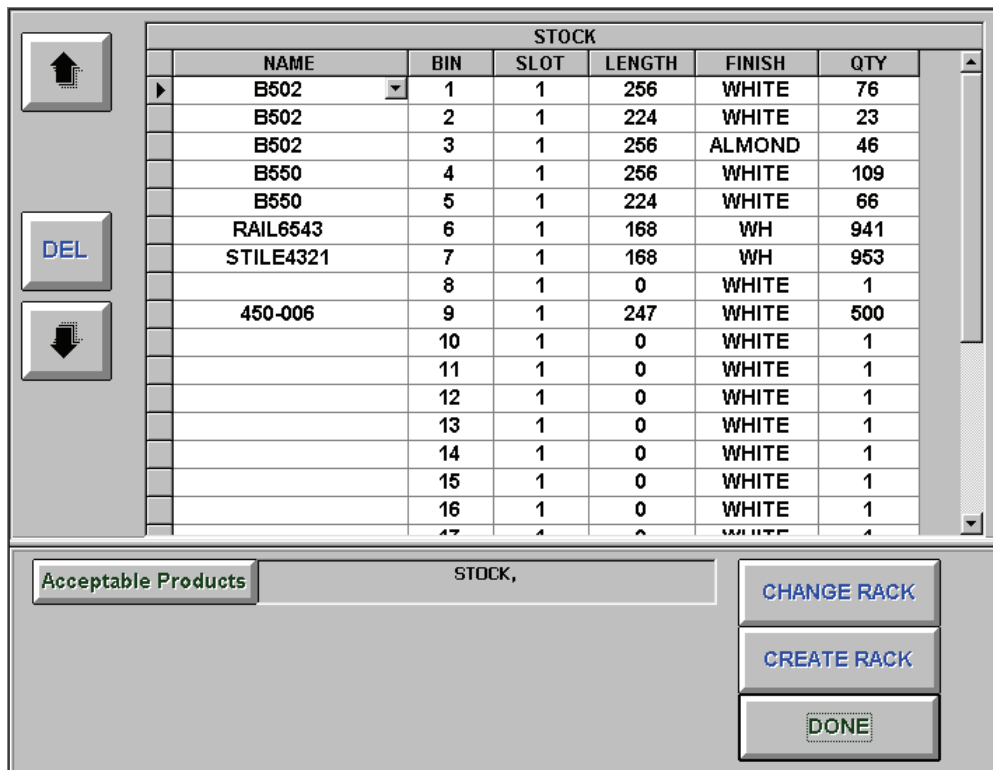 STOCK
NAME BIN SLOT LENGTH FINISH QTY
B502 1 1 256 WHITE 76
B502 2 1 224 WHITE 23
B502 3 1 256 ALMOND 46
B550 4 1 256 WHITE 109
B550 5 1 224 WHITE 66
RAIL6543 6 1 168 WH 941
DEL
STILE4321 7 1 168 WH 953
8 1 0 WHITE 1
450-006 9 1 247 WHITE 500
10 1 0 WHITE 1
11 1 0 WHITE 1
12 1 0 WHITE 1
13 1 0 WHITE 1
14 1 0 WHITE 1
15 1 0 WHITE 1
16 1 0 WHITE 1
17 1 0 WHITE 1
Acceptable Products STOCK,
CHANGE RACK
CREATE RACK
DONE